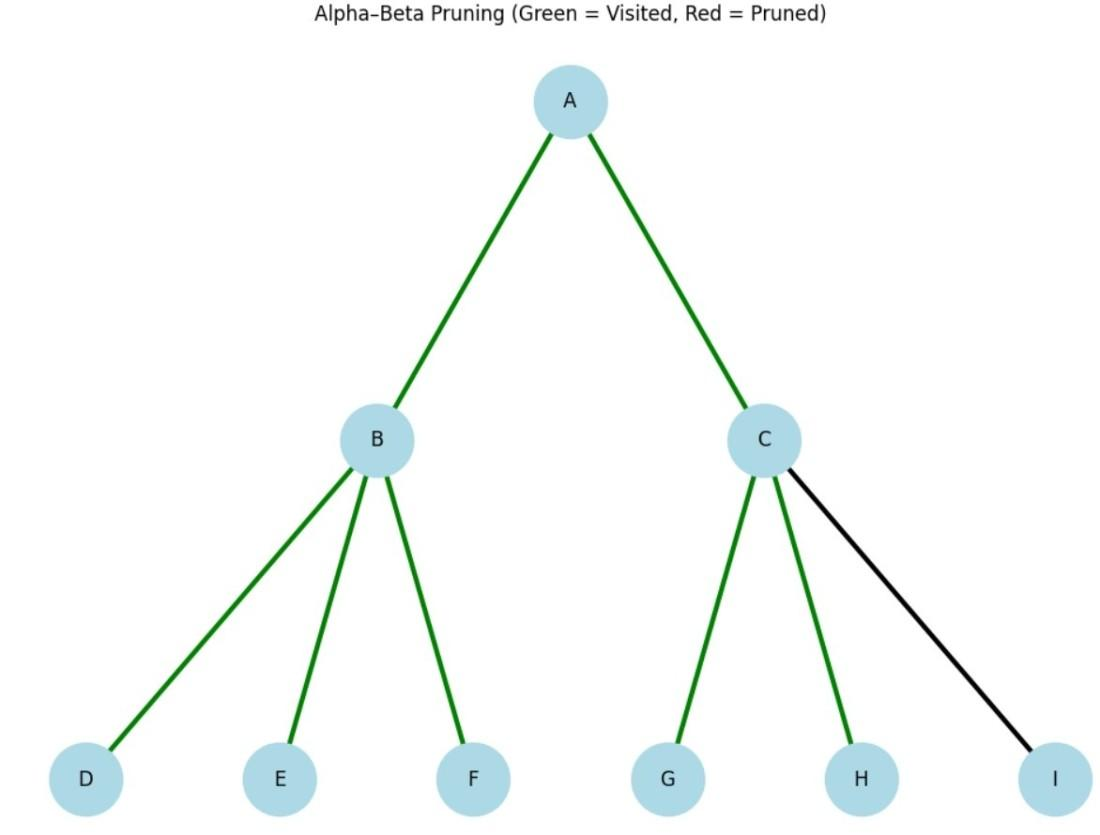 Alpha–Beta Pruning (Green = Visited, Red = Pruned)
A
B
C
D
E
F
G
H
I